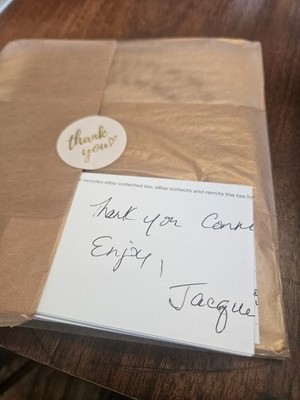 thank
you
includes eBay collected tax. eBay collects and remits the tax
Thank you
Enjoy,